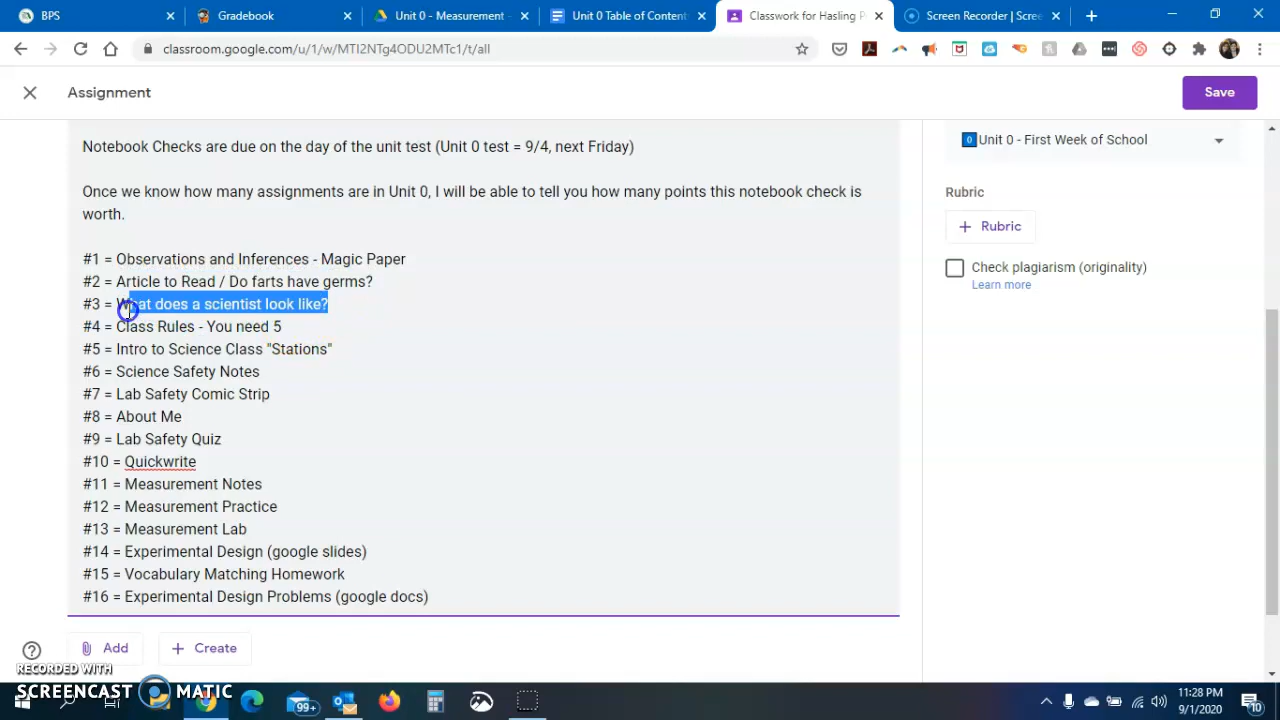 BPS
Gradebook
Unit 0 - Measurement -
Unit 0 Table of Content
Classwork for Hasling P
Screen Recorder | Scre
classroom.google.com/u/1/w/MTI2NTg4ODU2MTc1/t/all
Assignment
Save
Notebook Checks are due on the day of the unit test (Unit 0 test = 9/4, next Friday)
Once we know how many assignments are in Unit 0, I will be able to tell you how many points this notebook check is
worth.
#1 = Observations and Inferences - Magic Paper
#2 = Article to Read / Do farts have germs?
#3 = What does a scientist look like?
#4 = Class Rules - You need 5
#5 = Intro to Science Class "Stations"
#6 = Science Safety Notes
#7 = Lab Safety Comic Strip
#8 = About Me
#9 = Lab Safety Quiz
#10 = Quickwrite
#11 = Measurement Notes
#12 = Measurement Practice
#13 = Measurement Lab
#14 = Experimental Design (google slides)
#15 = Vocabulary Matching Homework
#16 = Experimental Design Problems (google docs)
Add
Create
0 Unit 0 - First Week of School
Rubric
Rubric
Check plagiarism (originality)
Learn more
RECORDED WITH
SCREENCAST MATIC
99+
11:28 PM
9/1/2020
10